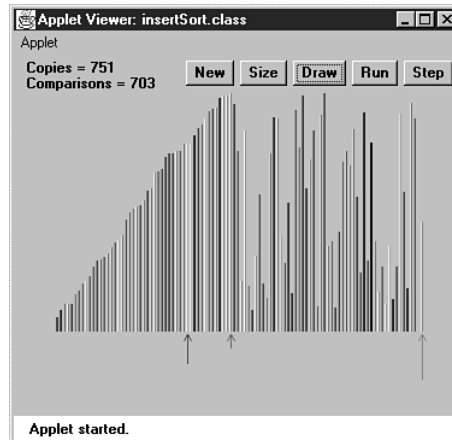 Applet Viewer: insertSort.class
Applet
Copies = 751
Comparisons = 703
New Size Draw Run Step
Applet started.